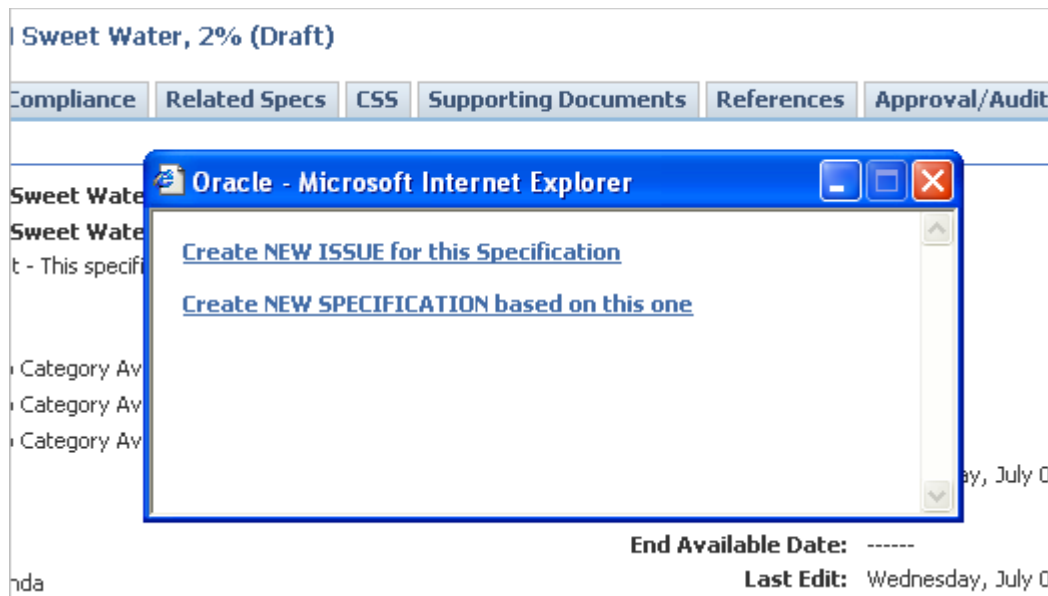 Sweet Water, 2% (Draft)
Compliance Related Specs CSS Supporting Documents References Approval/Audit
Oracle - Microsoft Internet Explorer
Sweet Wate
Sweet Wate
Create NEW ISSUE for this Specification
t - This specifi
Create NEW SPECIFICATION based on this one
Category Av
Category Av
Category Av
ay, July 0
End Available Date: ------
nda
Last Edit: Wednesday, July 0